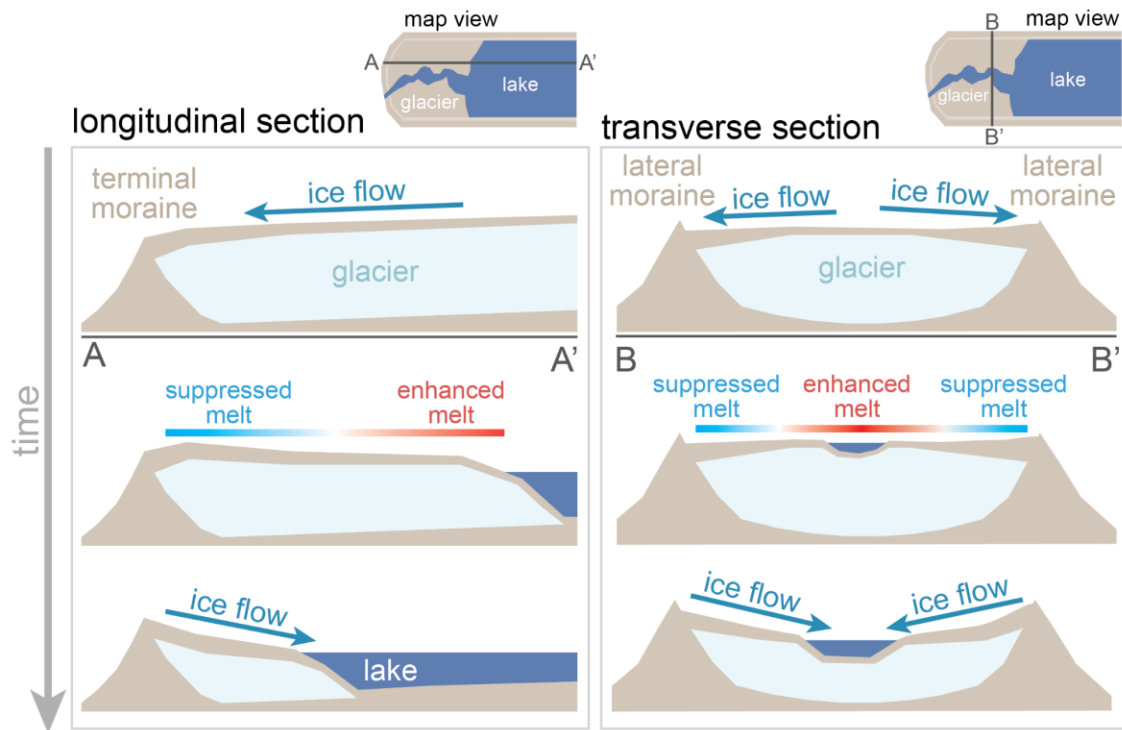 map view
A
A'
glacier
lake
map view
B
glacier
lake
B'
longitudinal section
transverse section
time
terminal
moraine
ice flow
glacier
A
A'
suppressed
melt
enhanced
melt
ice flow
lake
lateral
moraine
ice flow
ice flow
lateral
moraine
glacier
B
B'
suppressed
melt
enhanced
melt
suppressed
melt
ice flow
ice flow